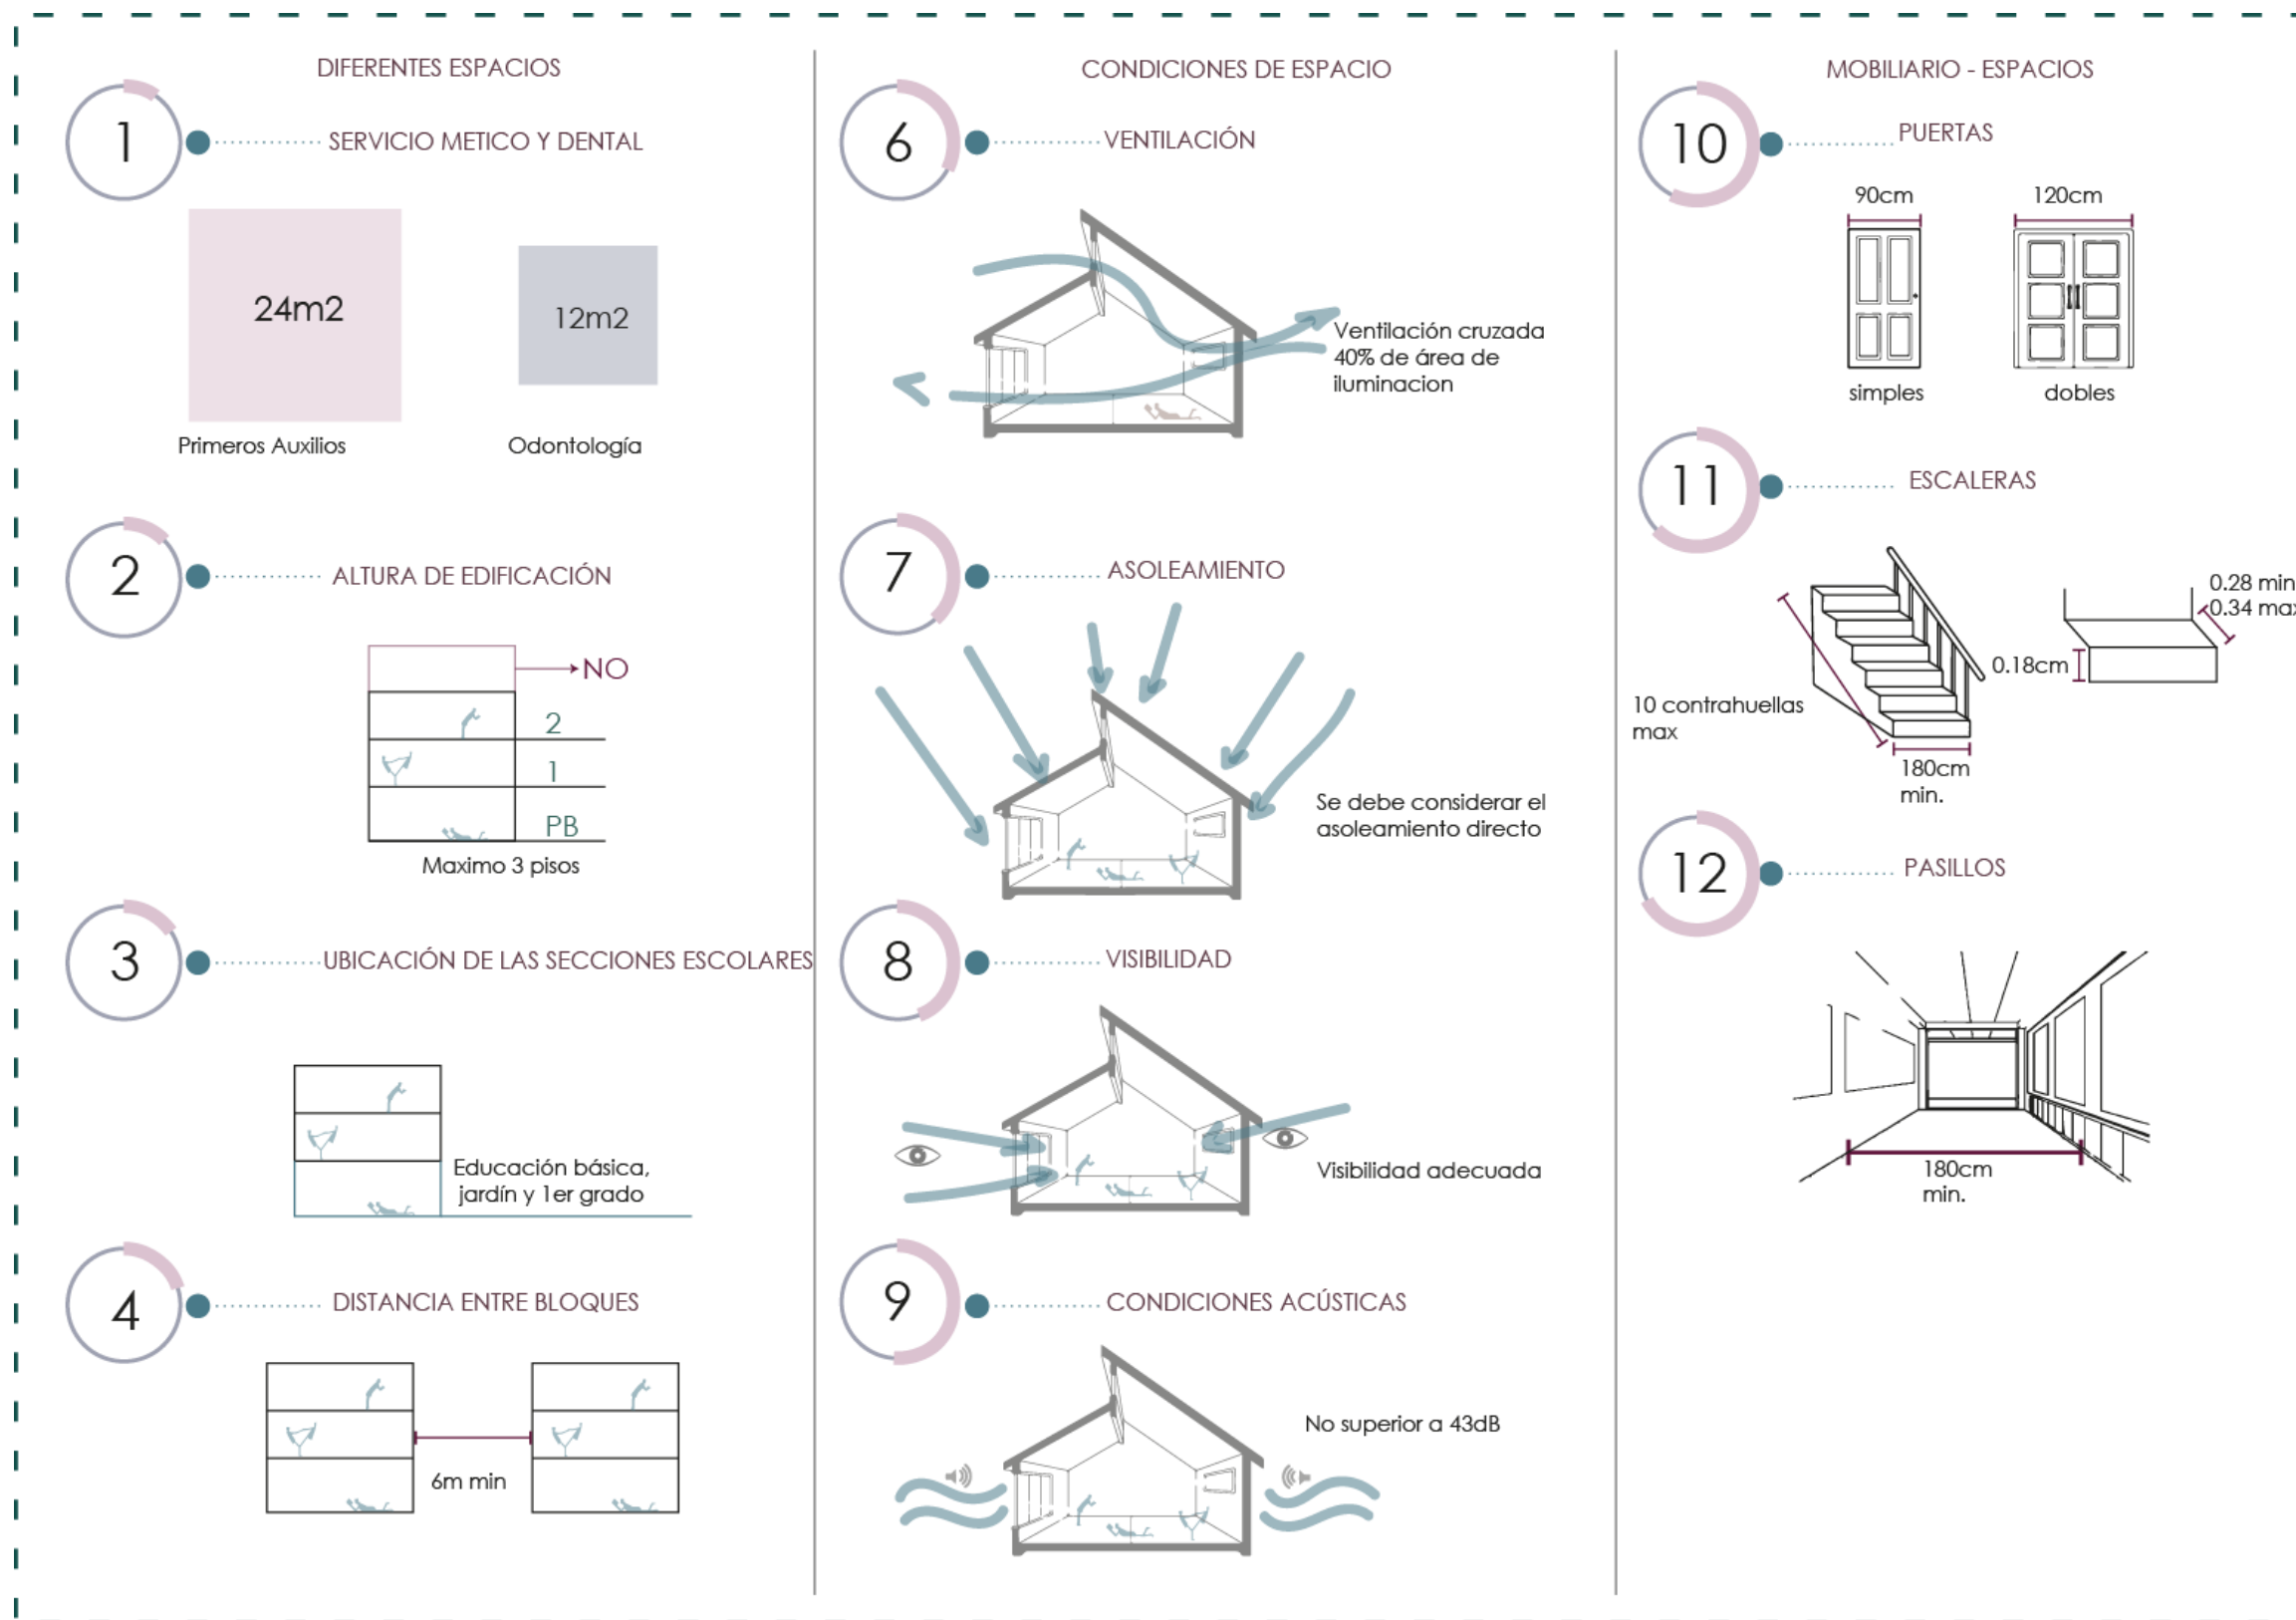 DIFERENTES ESPACIOS
1
SERVICIO METICO Y DENTAL
24m2
12m2
Primeros Auxilios
Odontología
2
ALTURA DE EDIFICACIÓN
NO
2
1
PB
Maximo 3 pisos
3
UBICACIÓN DE LAS SECCIONES ESCOLARES
Educación básica,
jardín y 1er grado
4
DISTANCIA ENTRE BLOQUES
6m min
CONDICIONES DE ESPACIO
6
VENTILACIÓN
Ventilación cruzada
40% de área de
iluminacion
7
ASOLEAMIENTO
Se debe considerar el
asoleamiento directo
8
VISIBILIDAD
Visibilidad adecuada
9
CONDICIONES ACÚSTICAS
No superior a 43dB
MOBILIARIO - ESPACIOS
10
PUERTAS
90cm
120cm
simples
dobles
11
ESCALERAS
0.28 min
0.34 max
0.18cm
10 contrahuellas
max
180cm
min.
12
PASILLOS
180cm
min.